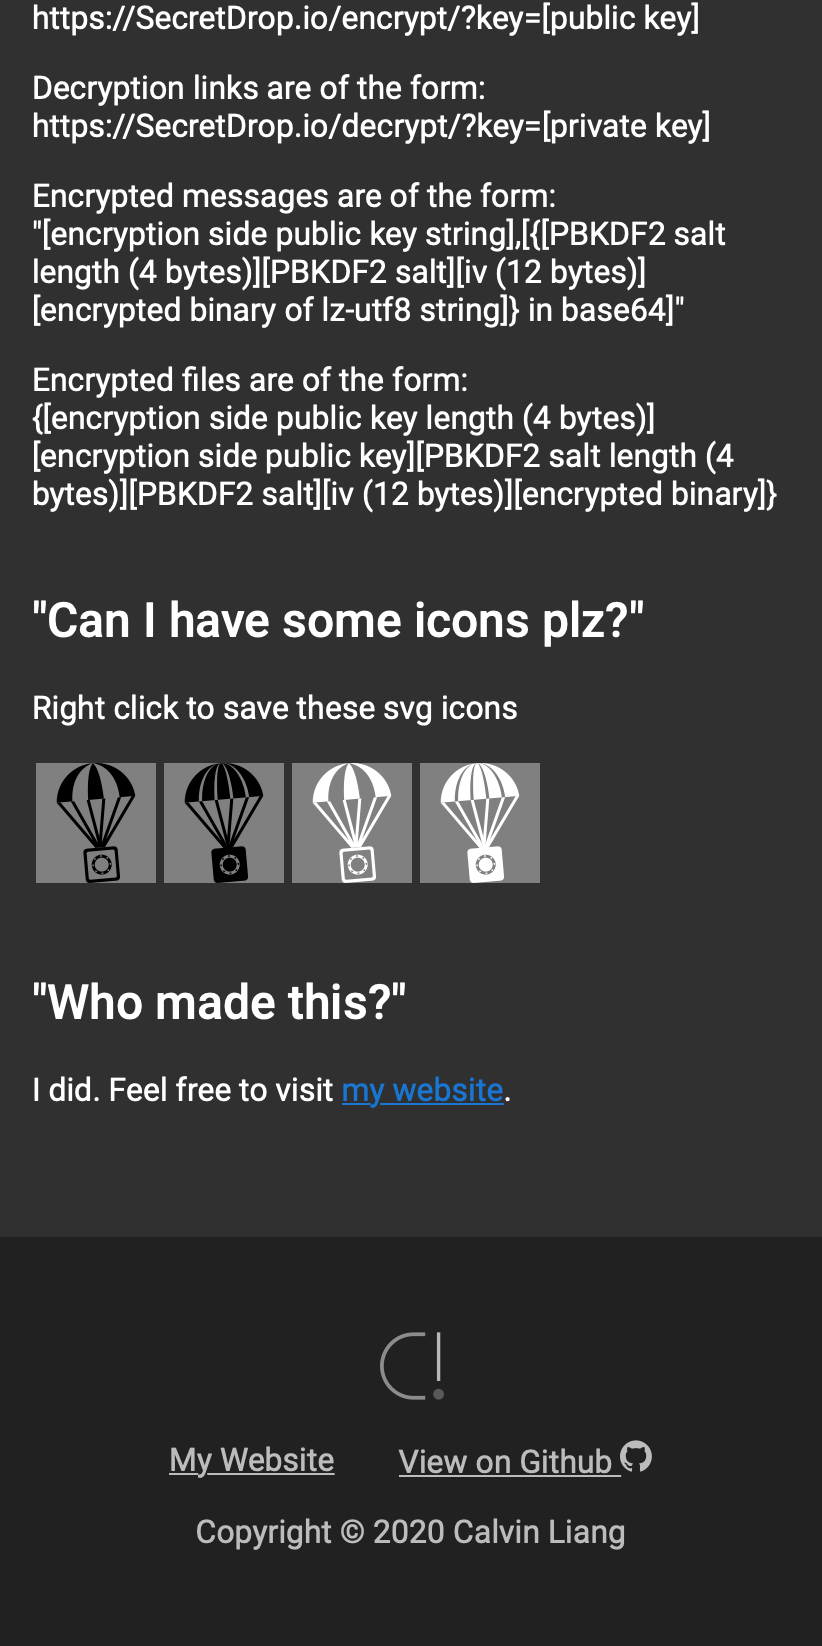 https://SecretDrop.io/encrypt/?key=[public key]
Decryption links are of the form:
https://SecretDrop.io/decrypt/?key=[private key]
Encrypted messages are of the form:
"[encryption side public key string],[{[PBKDF2 salt
length (4 bytes)][PBKDF2 salt][iv (12 bytes)]
[encrypted binary of lz-utf8 string]} in base64]"
Encrypted files are of the form:
{[encryption side public key length (4 bytes)]
[encryption side public key][PBKDF2 salt length (4
bytes)][PBKDF2 salt][iv (12 bytes)][encrypted binary]}
"Can I have some icons plz?"
Right click to save these svg icons
"Who made this?"
I did. Feel free to visit my website.
C!
My Website View on Github
Copyright © 2020 Calvin Liang